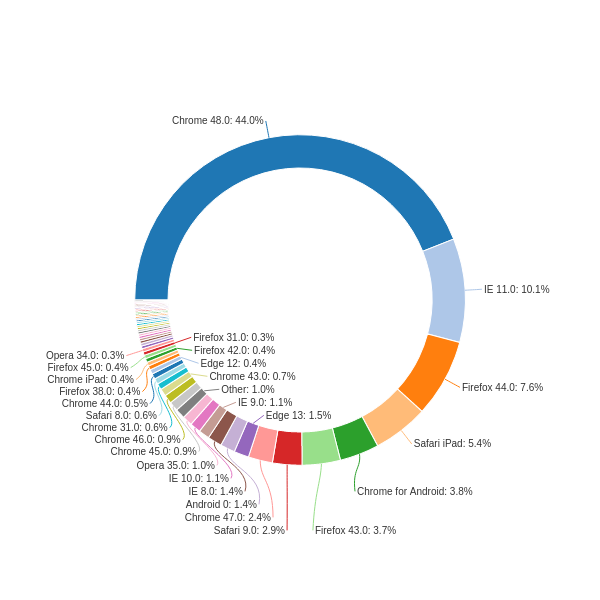 Chrome 48.0: 44.0%
IE 11.0: 10.1%
Firefox 44.0: 7.6%
Safari iPad: 5.4%
Chrome for Android: 3.8%
Firefox 43.0: 3.7%
Safari 9.0: 2.9%
Chrome 47.0: 2.4%
Edge 13: 1.5%
Android 0: 1.4%
IE 8.0: 1.4%
IE 9.0: 1.1%
IE 10.0: 1.1%
Opera 35.0: 1.0%
Other: 1.0%
Chrome 45.0: 0.9%
Chrome 46.0: 0.9%
Chrome 43.0: 0.7%
Chrome 31.0: 0.6%
Safari 8.0: 0.6%
Chrome 44.0: 0.5%
Edge 12: 0.4%
Firefox 38.0: 0.4%
Chrome iPad: 0.4%
Firefox 42.0: 0.4%
Firefox 45.0: 0.4%
Firefox 31.0: 0.3%
Opera 34.0: 0.3%